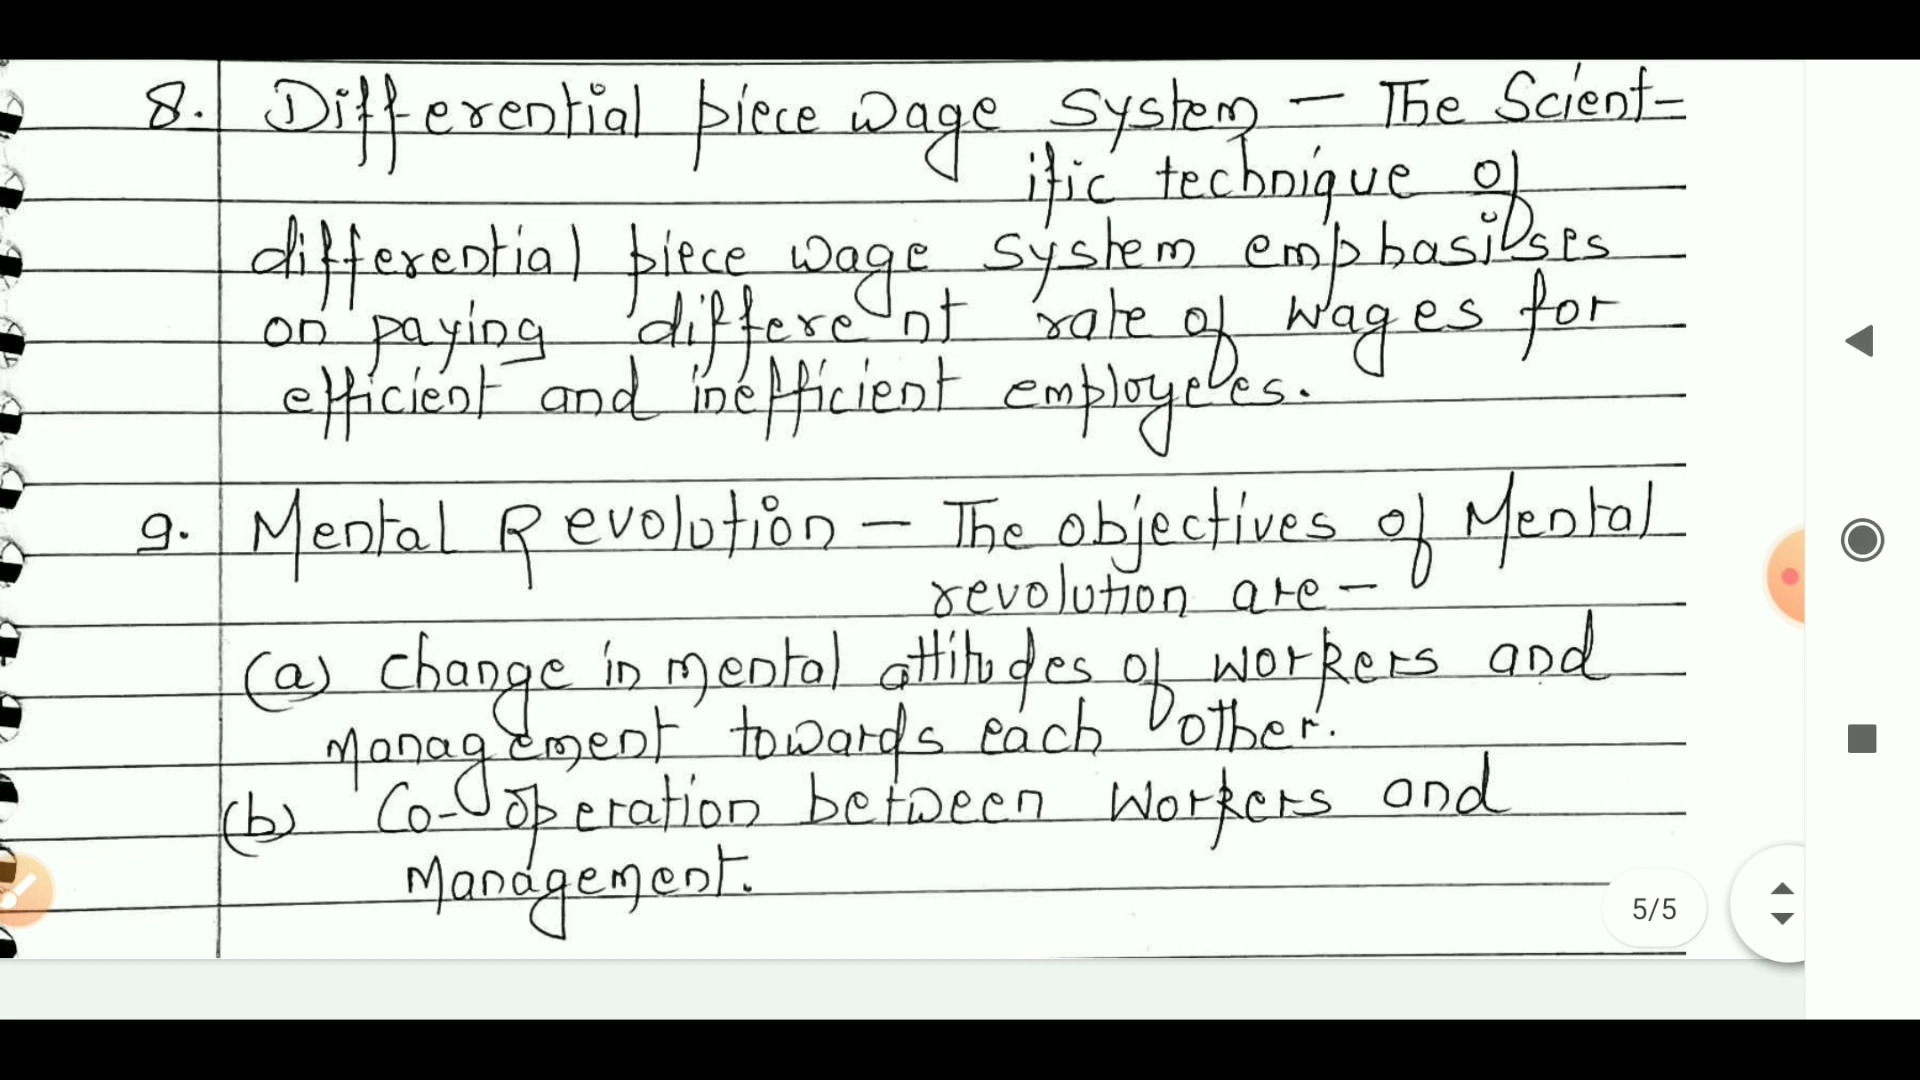 8. Differential piece wage system - The Scient-
ific technique of
differential piece wage system emphasises
on paying different rate of wages for
efficient and inefficient employees.
9. Mental Revolution - The objectives of Mental
revolution are -
(a) change in mental attitudes of workers and
Management towards each other.
(b) Co-operation between Workers and
Management.
5/5